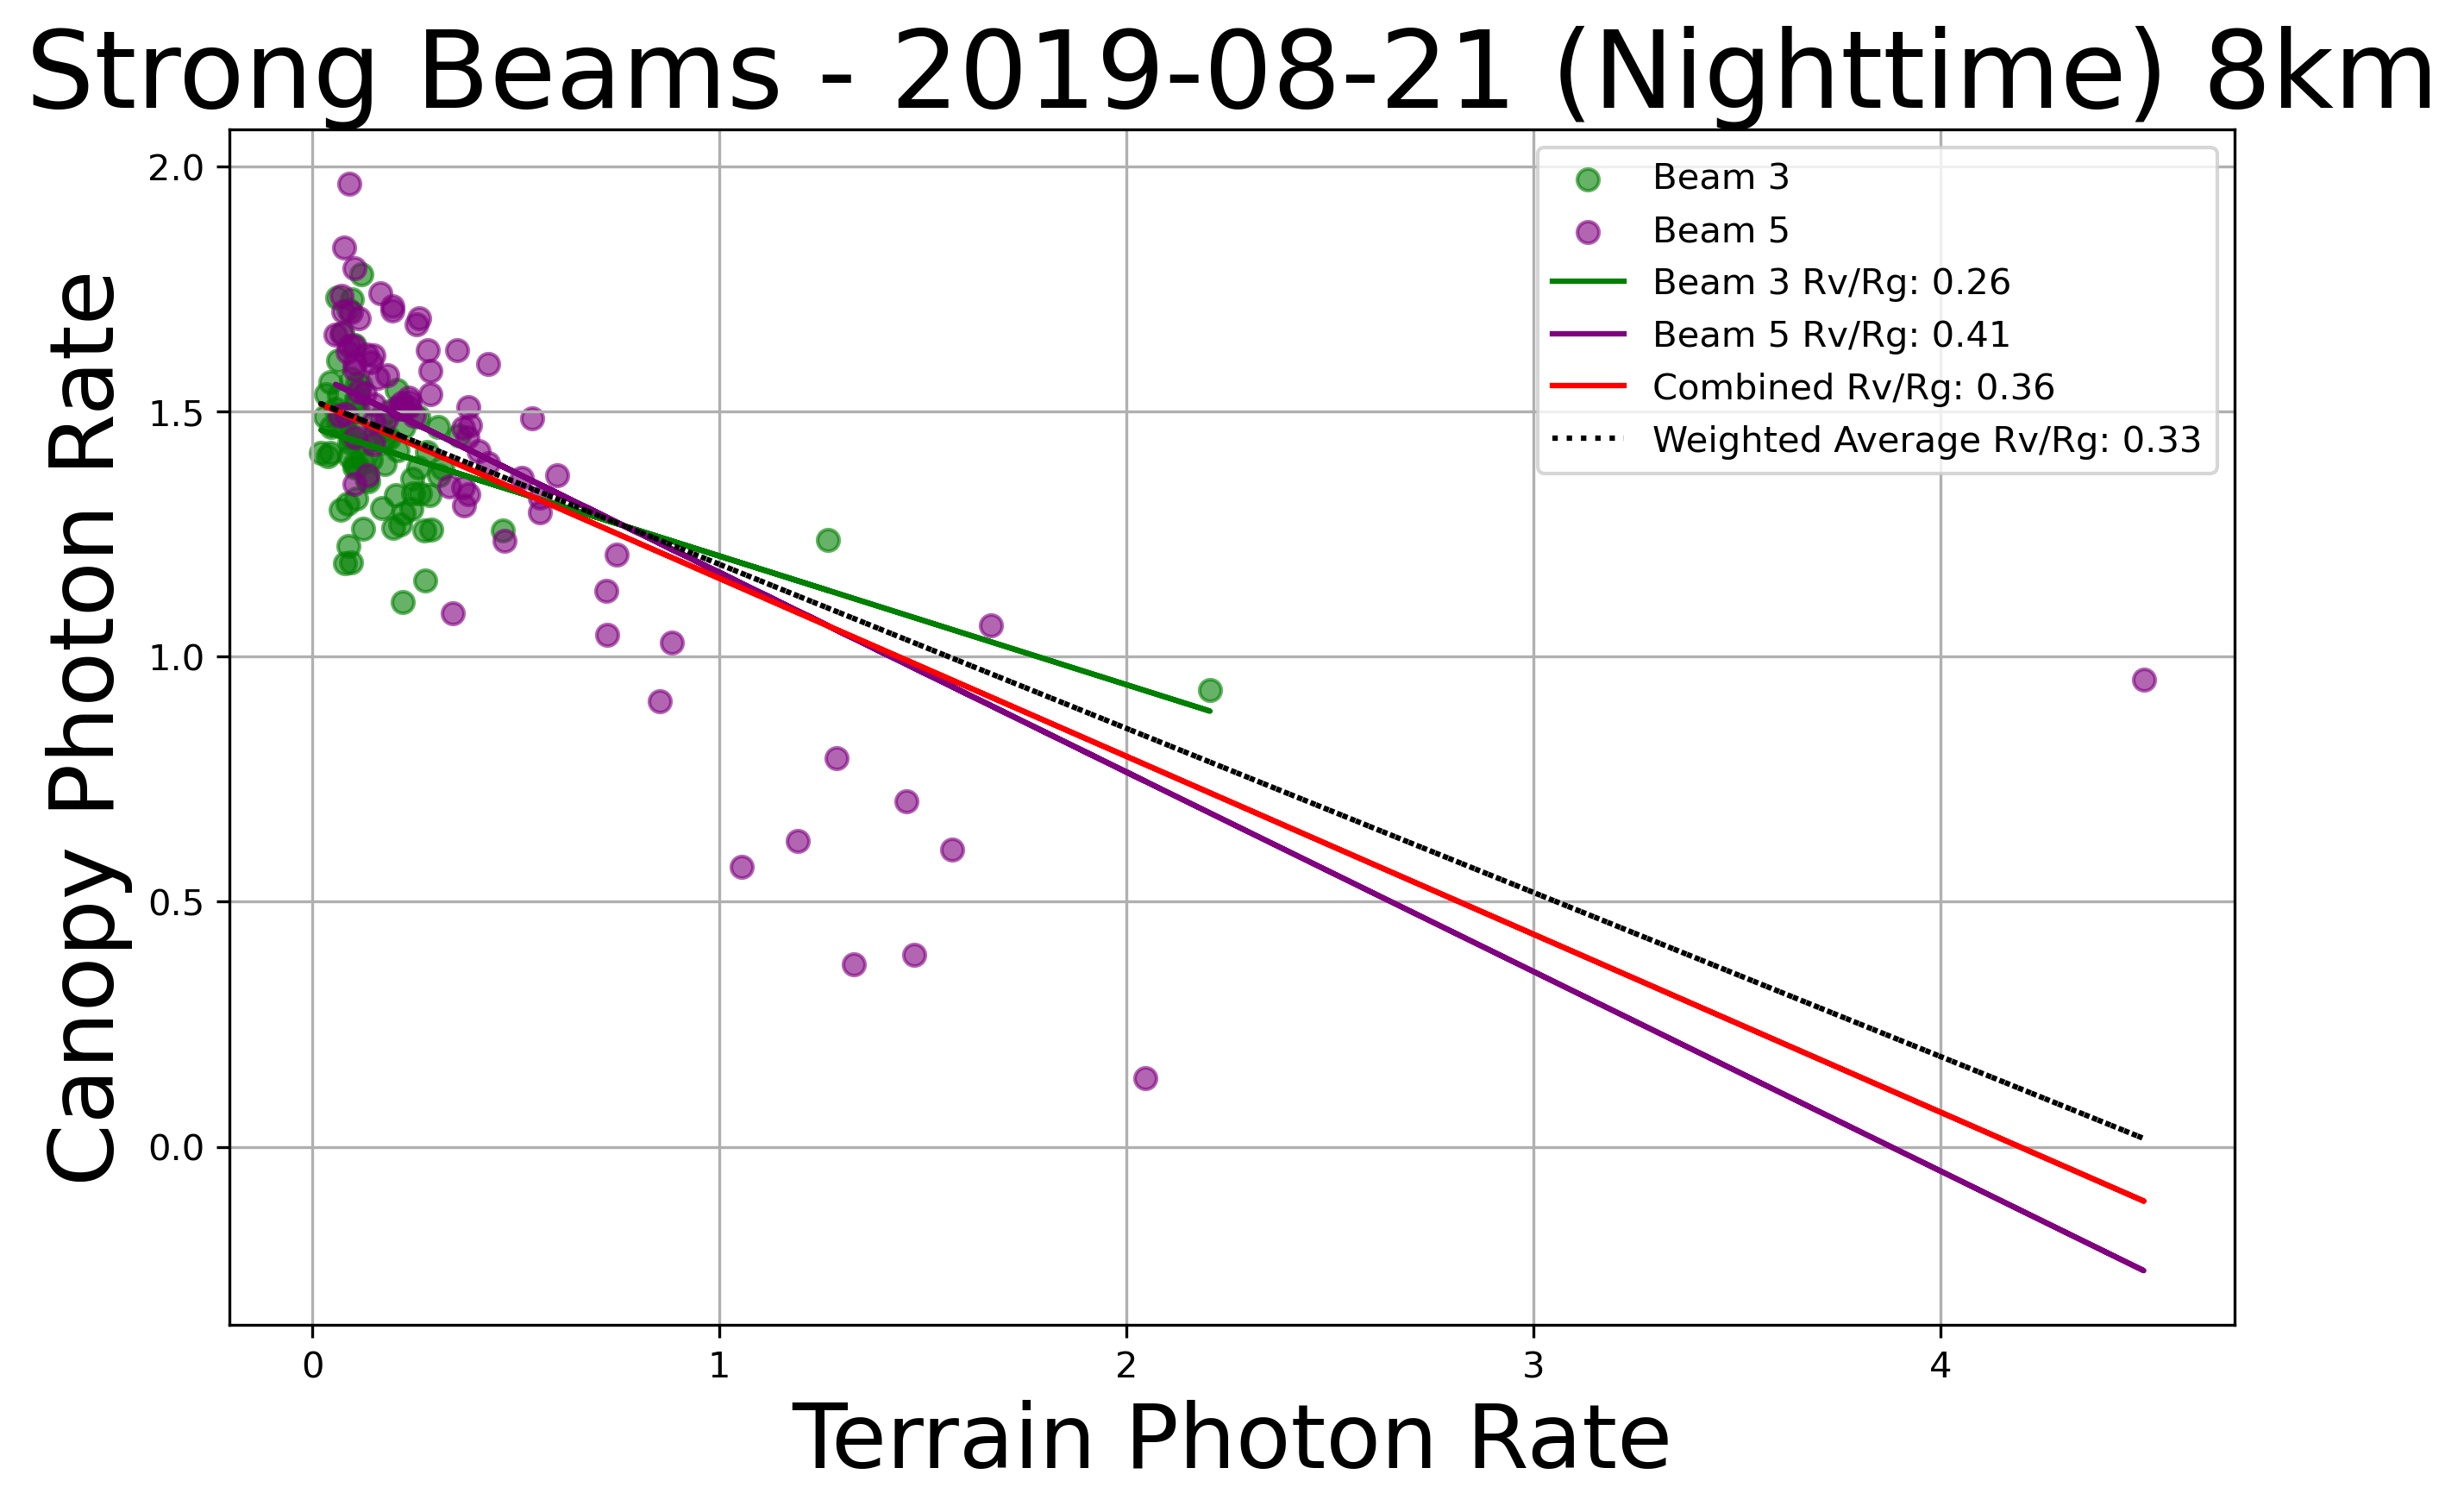 Strong Beams - 2019-08-21 (Nighttime) 8km
Canopy Photon Rate
2.0
1.5
1.0
0.5
0.0
Beam 3
Beam 5
Beam 3 Rv/Rg: 0.26
Beam 5 Rv/Rg: 0.41
Combined Rv/Rg: 0.36
Weighted Average Rv/Rg: 0.33
0 1 2 3 4
Terrain Photon Rate